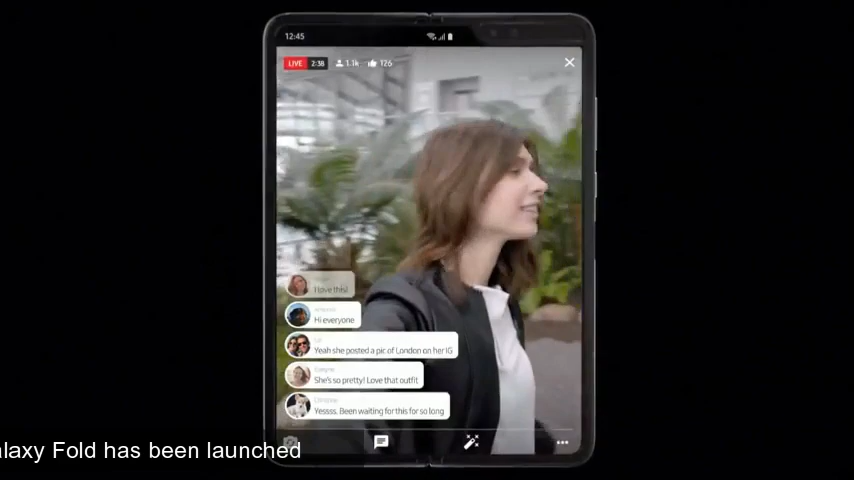 12:45
LIVE 2:38 1.1k 126
I love this!
Hi everyone
Yeah she posted a pic of London on her IG
She's so pretty! Love that outfit
Yessss. Been waiting for this for so long
alaxy Fold has been launched